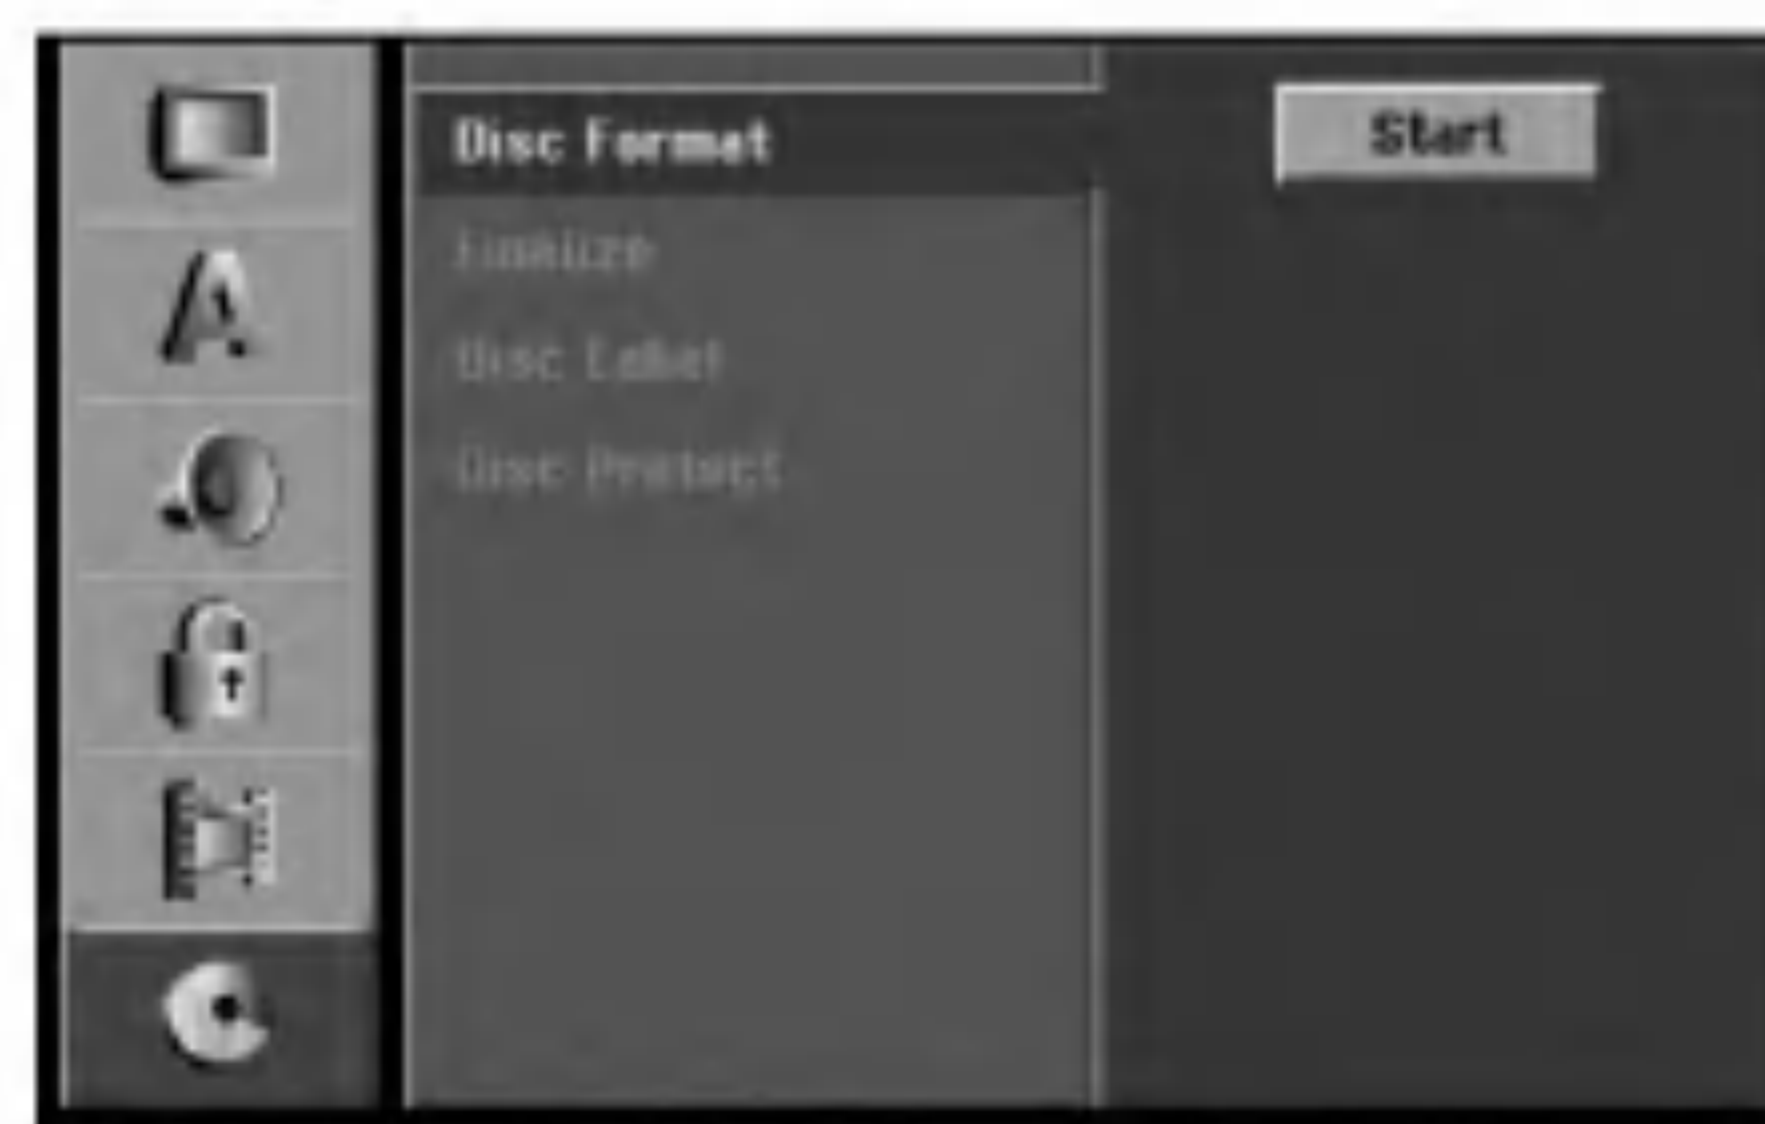 Disc Format
Start
Finalize
Disc Label
Disc Protect